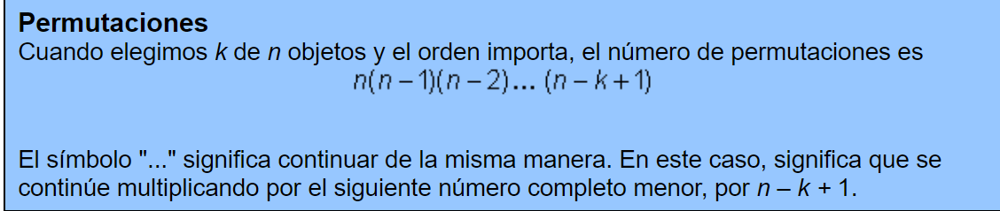 Permutaciones
Cuando elegimos k de n objetos y el orden importa, el número de permutaciones es
n(n – 1)(n – 2)... (n – k + 1)
El símbolo "..." significa continuar de la misma manera. En este caso, significa que se
continúe multiplicando por el siguiente número completo menor, por n – k + 1.